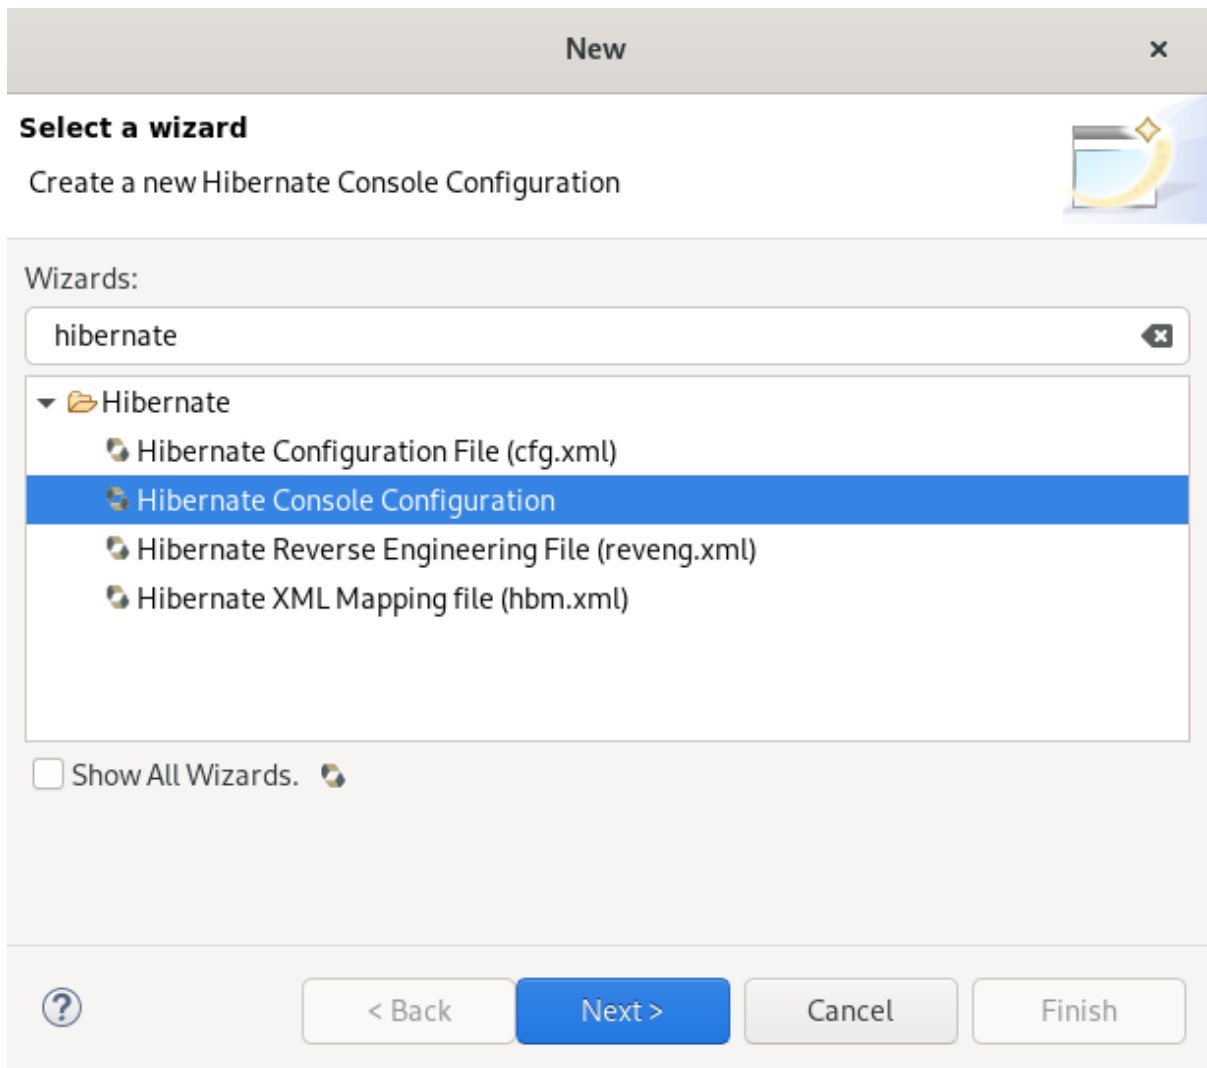 New
Select a wizard
Create a new Hibernate Console Configuration
Wizards:
hibernate
Hibernate
Hibernate Configuration File (cfg.xml)
Hibernate Console Configuration
Hibernate Reverse Engineering File (reveng.xml)
Hibernate XML Mapping file (hbm.xml)
Show All Wizards.
< Back Next > Cancel Finish